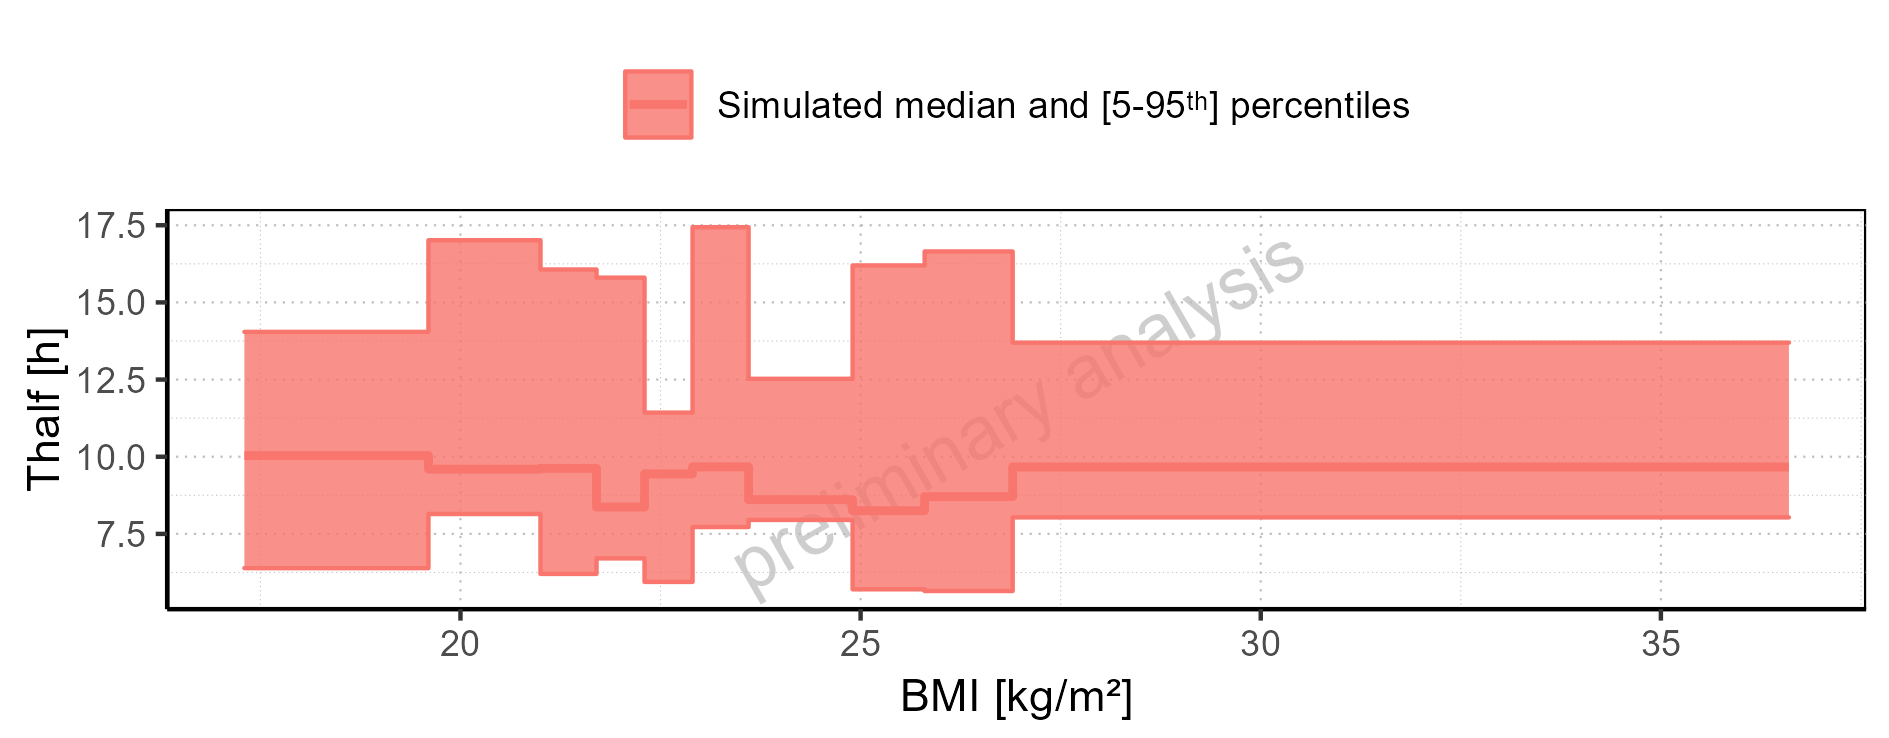 Simulated median and [5-95ᵗʰ] percentiles
17.5
15.0
12.5
10.0
7.5
Thalf [h]
preliminary analysis
20 25 30 35
BMI [kg/m²]